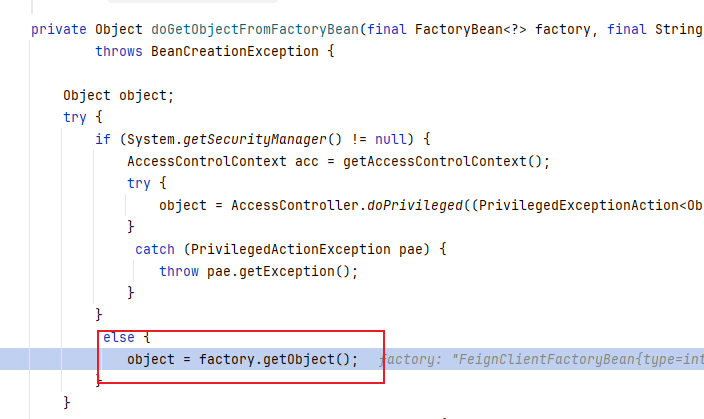 private Object doGetObjectFromFactoryBean(final FactoryBean<?> factory, final String
throws BeanCreationException {
Object object;
try {
if (System.getSecurityManager() != null) {
AccessControlContext acc = getAccessControlContext();
try {
object = AccessController.doPrivileged((PrivilegedExceptionAction<Ob
}
catch (PrivilegedActionException pae) {
throw pae.getException();
}
}
else {
object = factory.getObject(); factory: "FeignClientFactoryBean{type=int
}
}